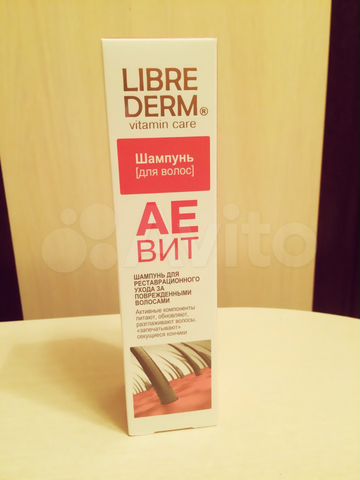 LIBRE
DERM®
vitamin care
Шампунь
[для волос]
АЕ
ВИТ
ШАМПУНЬ ДЛЯ
РЕСТАВРАЦИОННОГО
УХОДА ЗА
ПОВРЕЖДЕННЫМИ
ВОЛОСАМИ
Активные компоненты
питают, обновляют,
разглаживают волосы,
«запечатывают»
секущиеся кончики
Avito